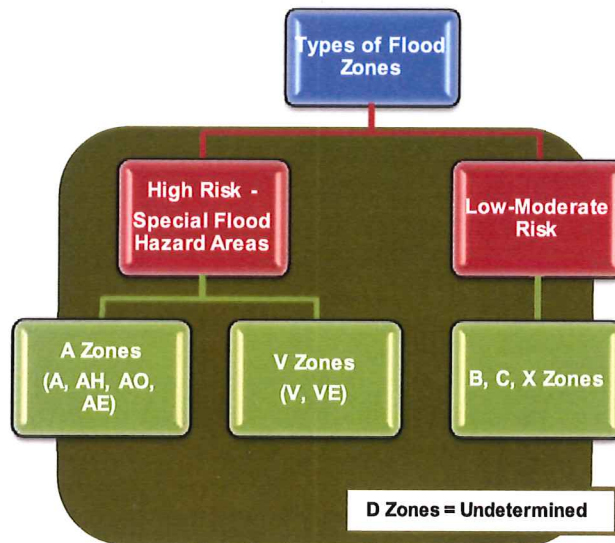 Types of Flood
Zones
High Risk -
Special Flood
Hazard Areas
Low-Moderate
Risk
A Zones
(A, AH, AO,
AE)
V Zones
(V, VE)
B, C, X Zones
D Zones = Undetermined